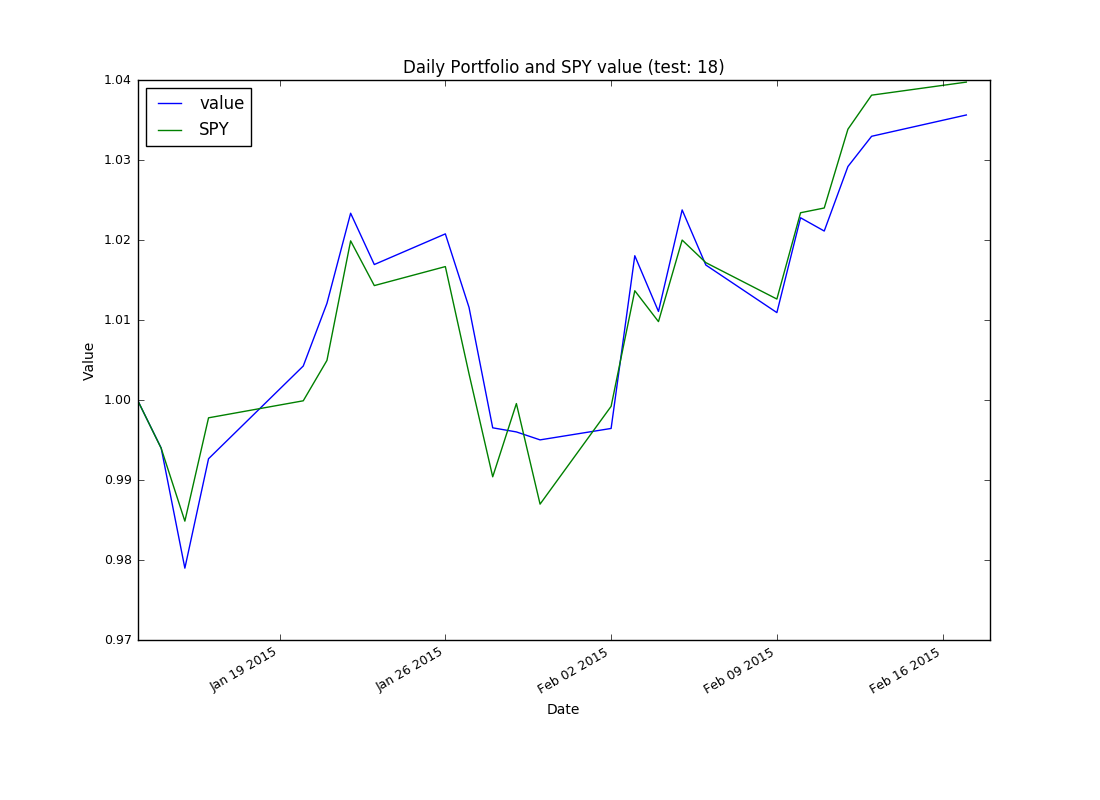 Daily Portfolio and SPY value (test: 18)
value
SPY
1.04
1.03
1.02
1.01
1.00
0.99
0.98
0.97
Value
Jan 19 2015
Jan 26 2015
Feb 02 2015
Feb 09 2015
Feb 16 2015
Date